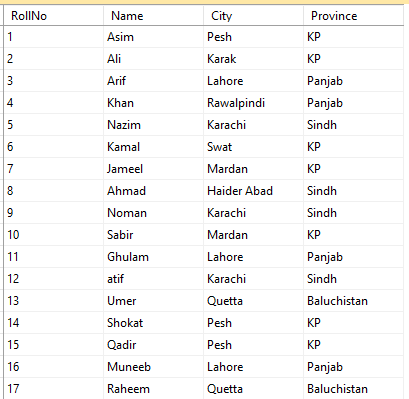 RollNo Name City Province
1 Asim Pesh KP
2 Ali Karak KP
3 Arif Lahore Panjab
4 Khan Rawalpindi Panjab
5 Nazim Karachi Sindh
6 Kamal Swat KP
7 Jameel Mardan KP
8 Ahmad Haider Abad Sindh
9 Noman Karachi Sindh
10 Sabir Mardan KP
11 Ghulam Lahore Panjab
12 atif Karachi Sindh
13 Umer Quetta Baluchistan
14 Shokat Pesh KP
15 Qadir Pesh KP
16 Muneeb Lahore Panjab
17 Raheem Quetta Baluchistan